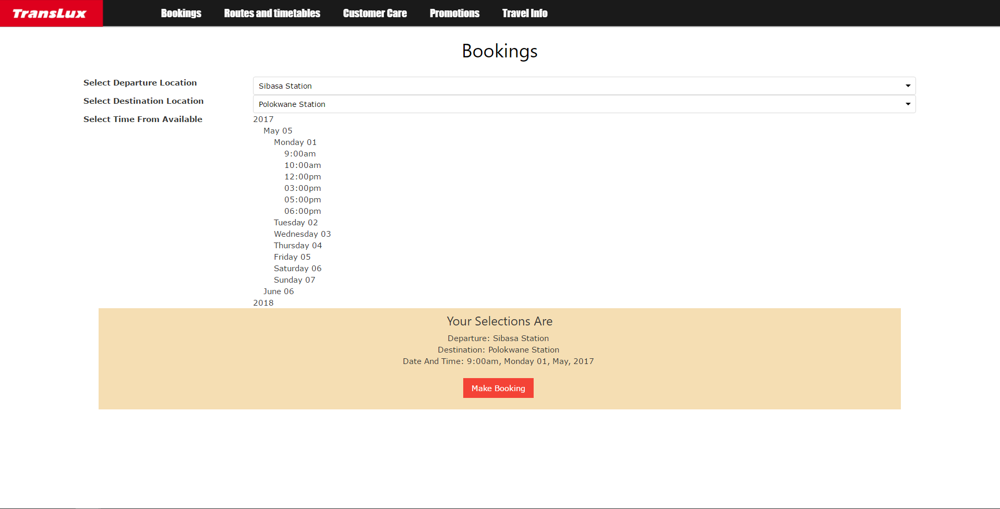 TransLux
Bookings Routes and timetables Customer Care Promotions Travel Info
Bookings
Select Departure Location Sibasa Station
Select Destination Location Polokwane Station
Select Time From Available 2017
May 05
Monday 01
9:00am
10:00am
12:00pm
03:00pm
05:00pm
06:00pm
Tuesday 02
Wednesday 03
Thursday 04
Friday 05
Saturday 06
Sunday 07
June 06
2018
Your Selections Are
Departure: Sibasa Station
Destination: Polokwane Station
Date And Time: 9:00am, Monday 01, May, 2017
Make Booking